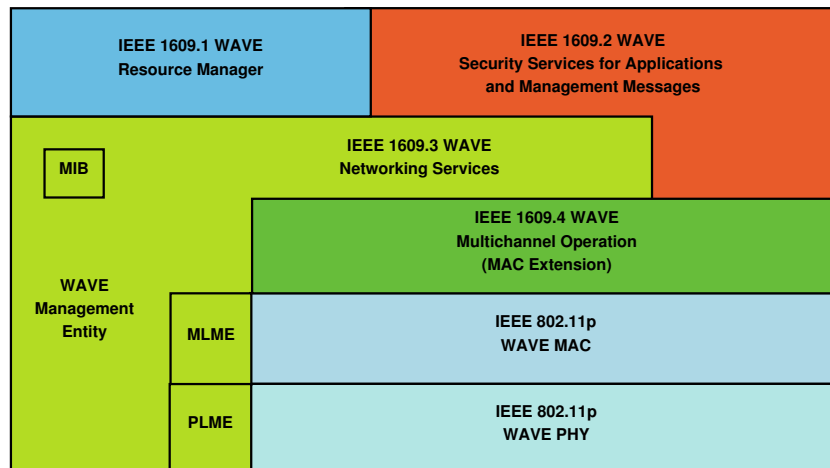 IEEE 1609.1 WAVE
Resource Manager
IEEE 1609.2 WAVE
Security Services for Applications
and Management Messages
IEEE 1609.3 WAVE
Networking Services
MIB
IEEE 1609.4 WAVE
Multichannel Operation
(MAC Extension)
WAVE
Management
Entity
MLME
IEEE 802.11p
WAVE MAC
PLME
IEEE 802.11p
WAVE PHY